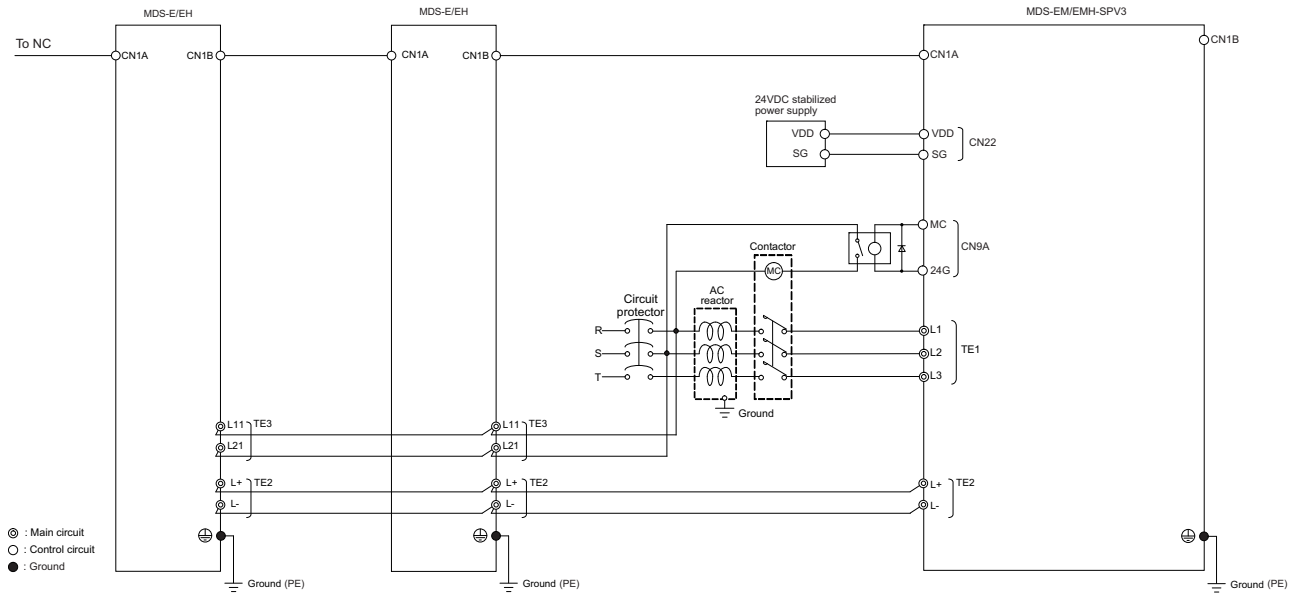 MDS-E/EH
MDS-E/EH
MDS-EM/EMH-SPV3
To NC
CN1A
CN1B
CN1A
CN1B
CN1A
CN1B
24VDC stabilized
power supply
VDD
SG
VDD
SG
CN22
MC
24G
CN9A
Contactor
MC
AC
reactor
Circuit
protector
R
S
T
L1
L2
L3
TE1
Ground
L11
L21
TE3
L11
L21
TE3
L+
L-
TE2
L+
L-
TE2
L+
L-
TE2
: Main circuit
: Control circuit
: Ground
Ground (PE)
Ground (PE)
Ground (PE)